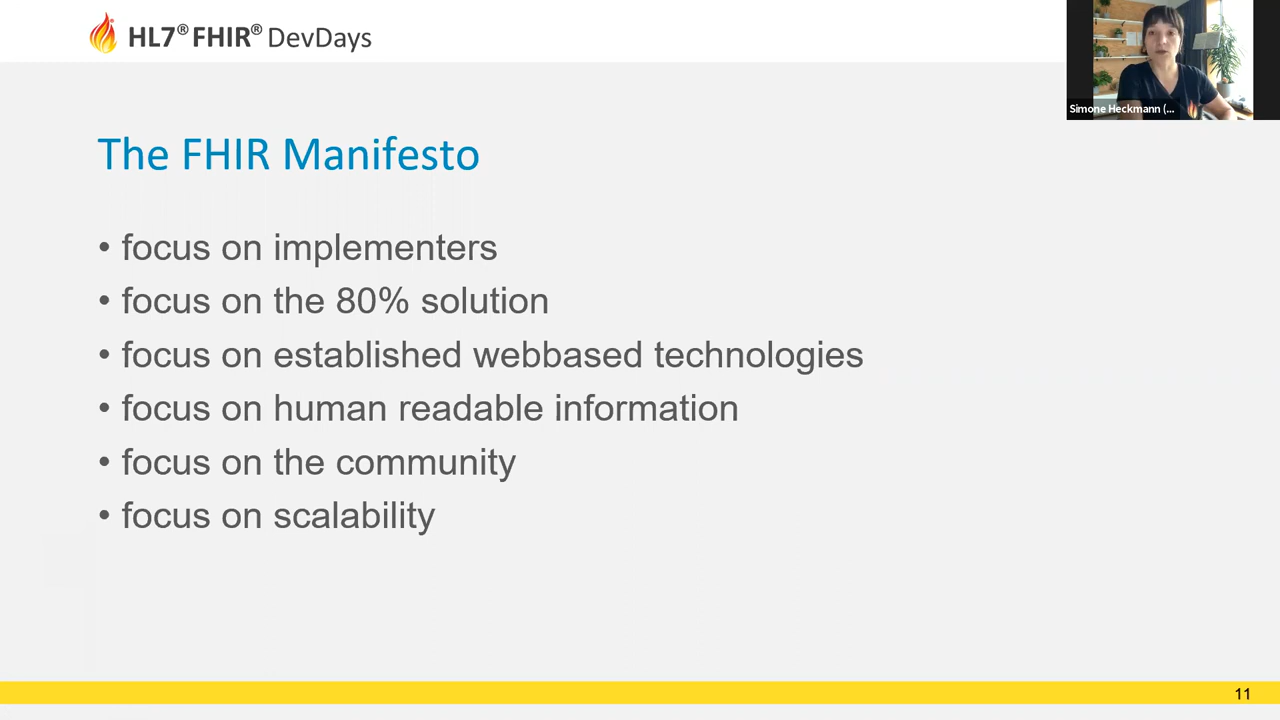 HL7® FHIR® DevDays
Simone Heckmann (...
The FHIR Manifesto
• focus on implementers
• focus on the 80% solution
• focus on established webbased technologies
• focus on human readable information
• focus on the community
• focus on scalability
11